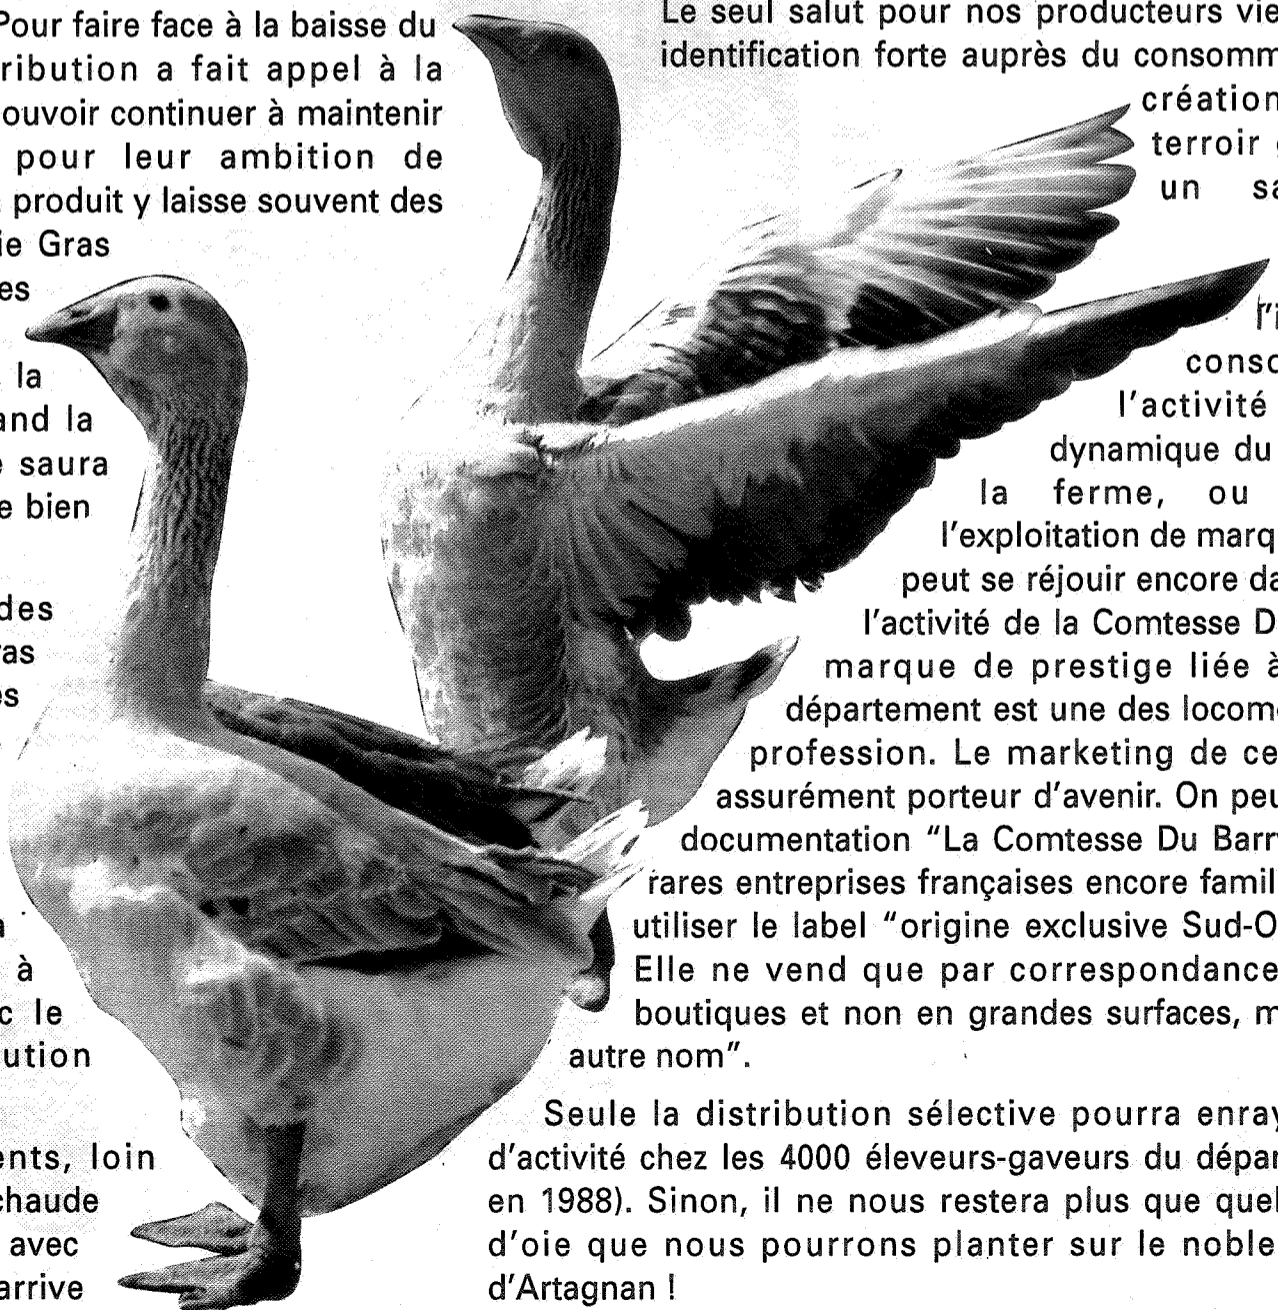 Pour faire face à la baisse du
ribution a fait appel à la
ouvoir continuer à maintenir
pour leur ambition de
produit y laisse souvent des
ie Gras
es
la
and la
saura
e bien
des
as
es
à
c le
ution
ents, loin
chaude
avec
arrive
Le seul salut pour nos producteurs vie
identification forte auprès du consomm
création
terroir
un sa
l'i
conso
l'activité
dynamique du
la ferme, ou
l'exploitation de marq
peut se réjouir encore da
l'activité de la Comtesse D
marque de prestige liée à
département est une des locomo
profession. Le marketing de ce
assurément porteur d'avenir. On peu
documentation “La Comtesse Du Barr
rares entreprises françaises encore famil
utiliser le label “origine exclusive Sud-O
Elle ne vend que par correspondance
boutiques et non en grandes surfaces, m
autre nom”.
Seule la distribution sélective pourra enray
d'activité chez les 4000 éleveurs-gaveurs du dépar
en 1988). Sinon, il ne nous restera plus que quel
d'oie que nous pourrons planter sur le noble
d'Artagnan !